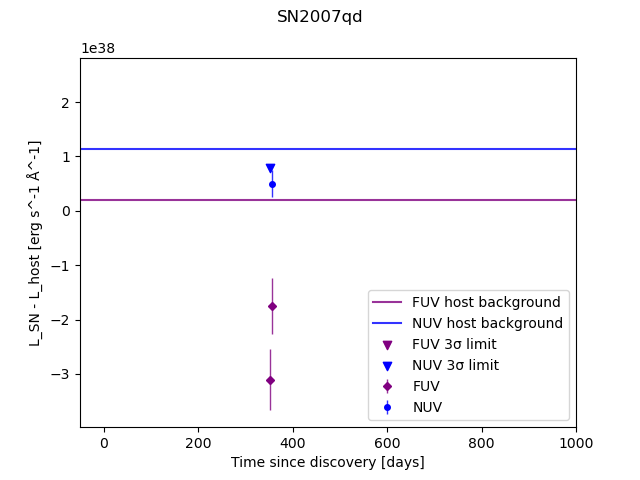 SN2007qd
1e38
L_SN - L_host [erg s^-1 Å^-1]
2
1
0
−1
−2
−3
0 200 400 600 800 1000
Time since discovery [days]
FUV host background
NUV host background
FUV 3σ limit
NUV 3σ limit
FUV
NUV